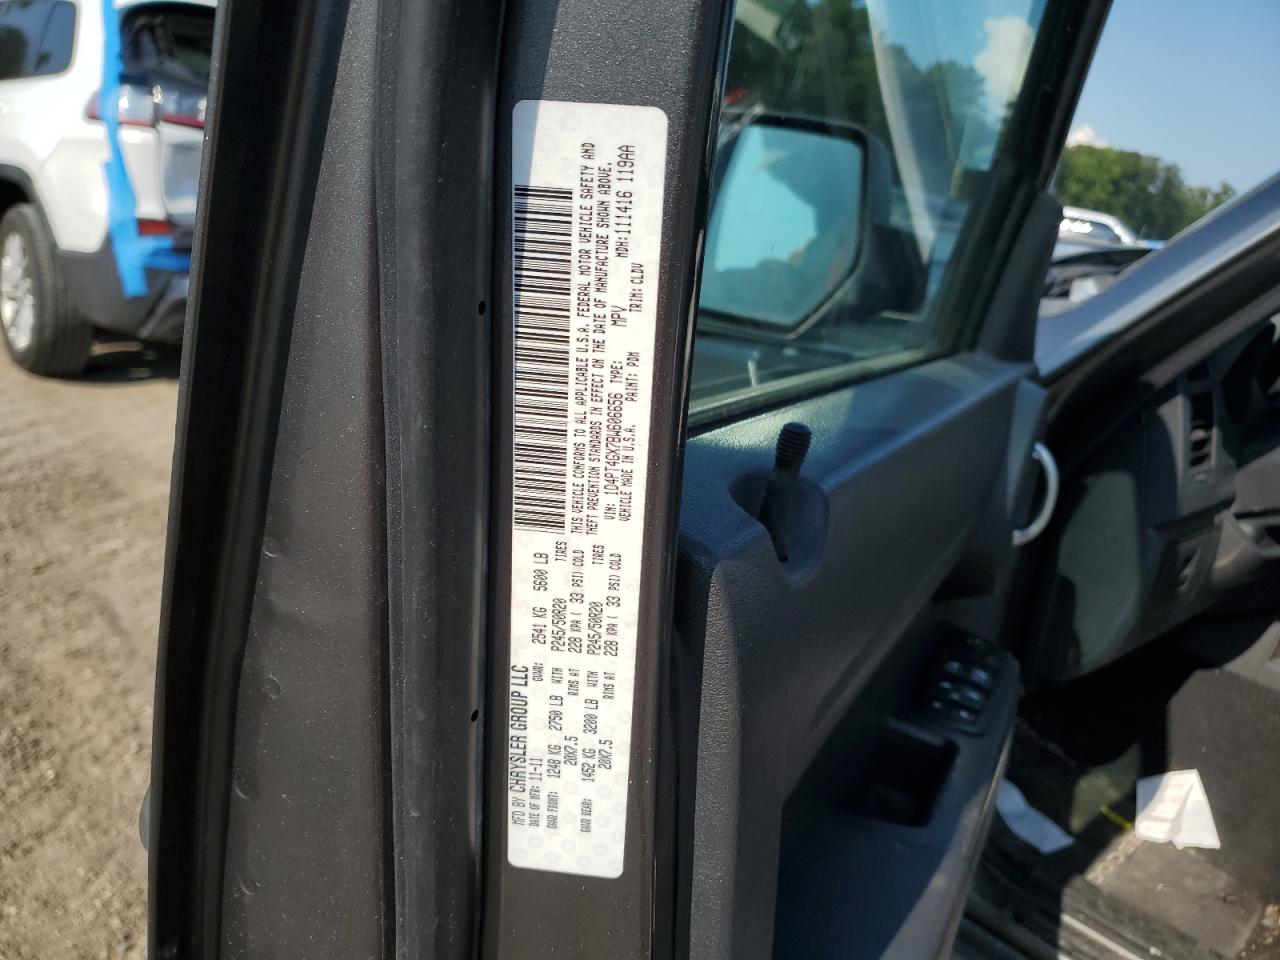 MFD BY CHRYSLER GROUP LLC
DATE OF MFR: 11-11 GVWR: 2541 KG 5600 LB
GAWR FRONT: 1248 KG 2750 LB WITH P245/50R20 TIRES
20X7.5 RIMS AT 228 KPA ( 33 PSI) COLD
GAWR REAR: 1452 KG 3200 LB WITH P245/50R20 TIRES
20X7.5 RIMS AT 228 KPA ( 33 PSI) COLD
THIS VEHICLE CONFORMS TO ALL APPLICABLE U.S.A. FEDERAL MOTOR VEHICLE SAFETY AND
THEFT PREVENTION STANDARDS IN EFFECT ON THE DATE OF MANUFACTURE SHOWN ABOVE.
VIN: 1D4PT4GX7BW606656 TYPE: MPV MDH: 111416 119AA
VEHICLE MADE IN U.S.A. PAINT: PDM TRIM: CLDV